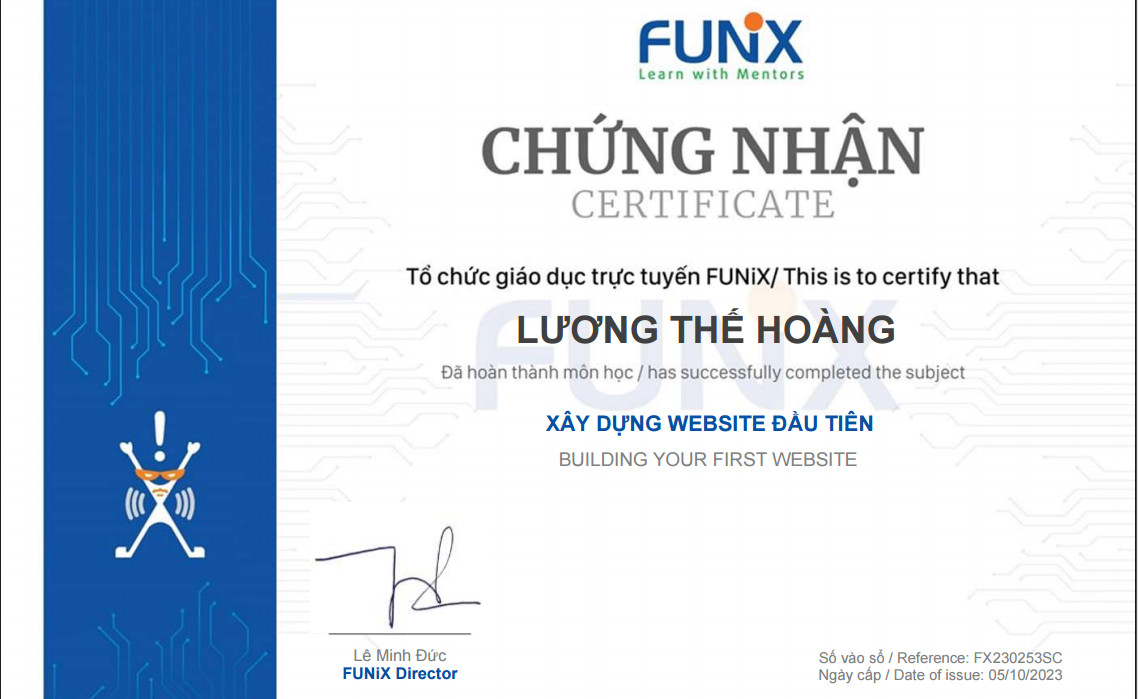 FUNiX
Learn with Mentors
CHỨNG NHẬN
CERTIFICATE
Tổ chức giáo dục trực tuyến FUNiX/ This is to certify that
LƯƠNG THẾ HOÀNG
Đã hoàn thành môn học / has successfully completed the subject
XÂY DỰNG WEBSITE ĐẦU TIÊN
BUILDING YOUR FIRST WEBSITE
Lê Minh Đức
FUNiX Director
Số vào sổ / Reference: FX230253SC
Ngày cấp / Date of issue: 05/10/2023